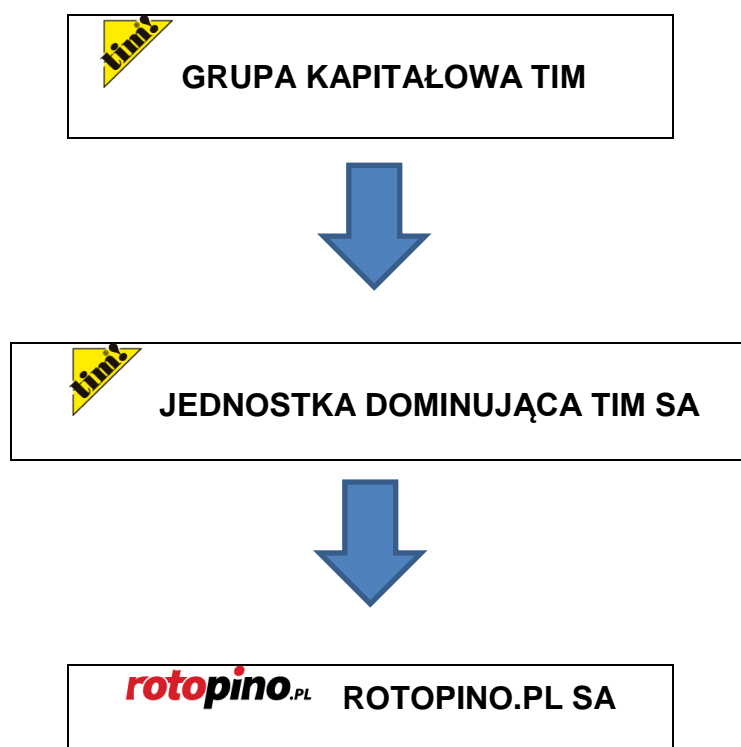 tim!
GRUPA KAPITAŁOWA TIM
tim!
JEDNOSTKA DOMINUJĄCA TIM SA
rotopino.PL ROTOPINO.PL SA